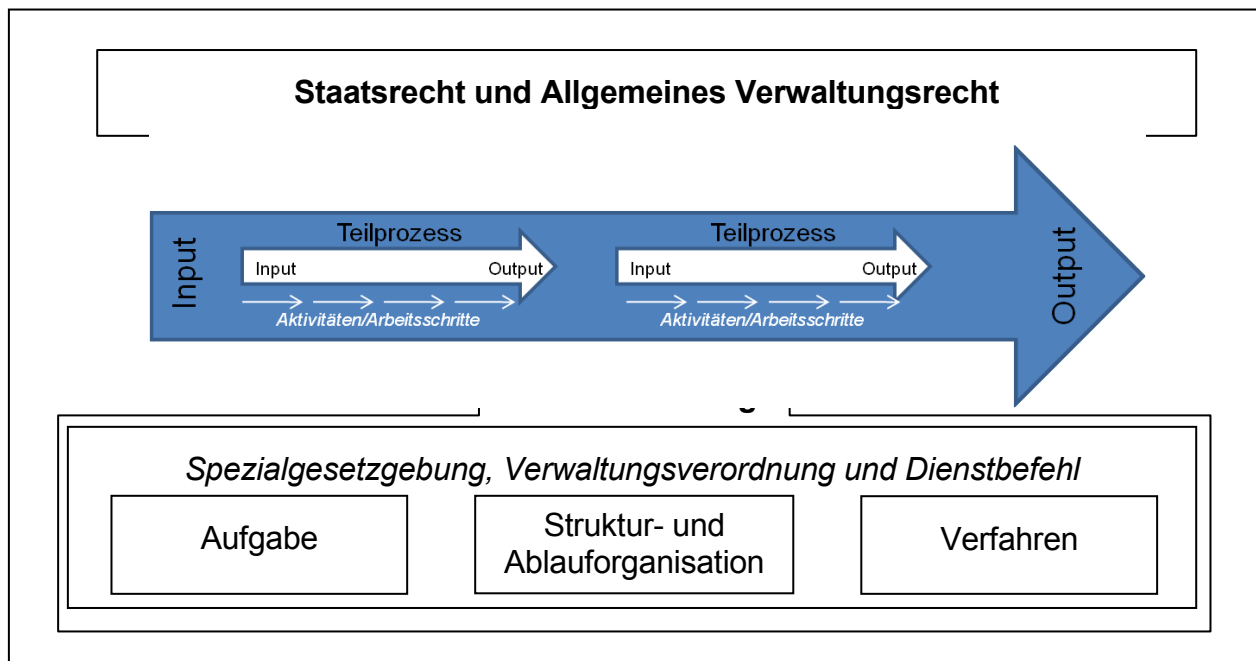 Staatsrecht und Allgemeines Verwaltungsrecht
Input
Teilprozess
Input Output
Aktivitäten/Arbeitsschritte
Teilprozess
Input Output
Aktivitäten/Arbeitsschritte
Output
Spezialgesetzgebung, Verwaltungsverordnung und Dienstbefehl
Aufgabe
Struktur- und
Ablauforganisation
Verfahren